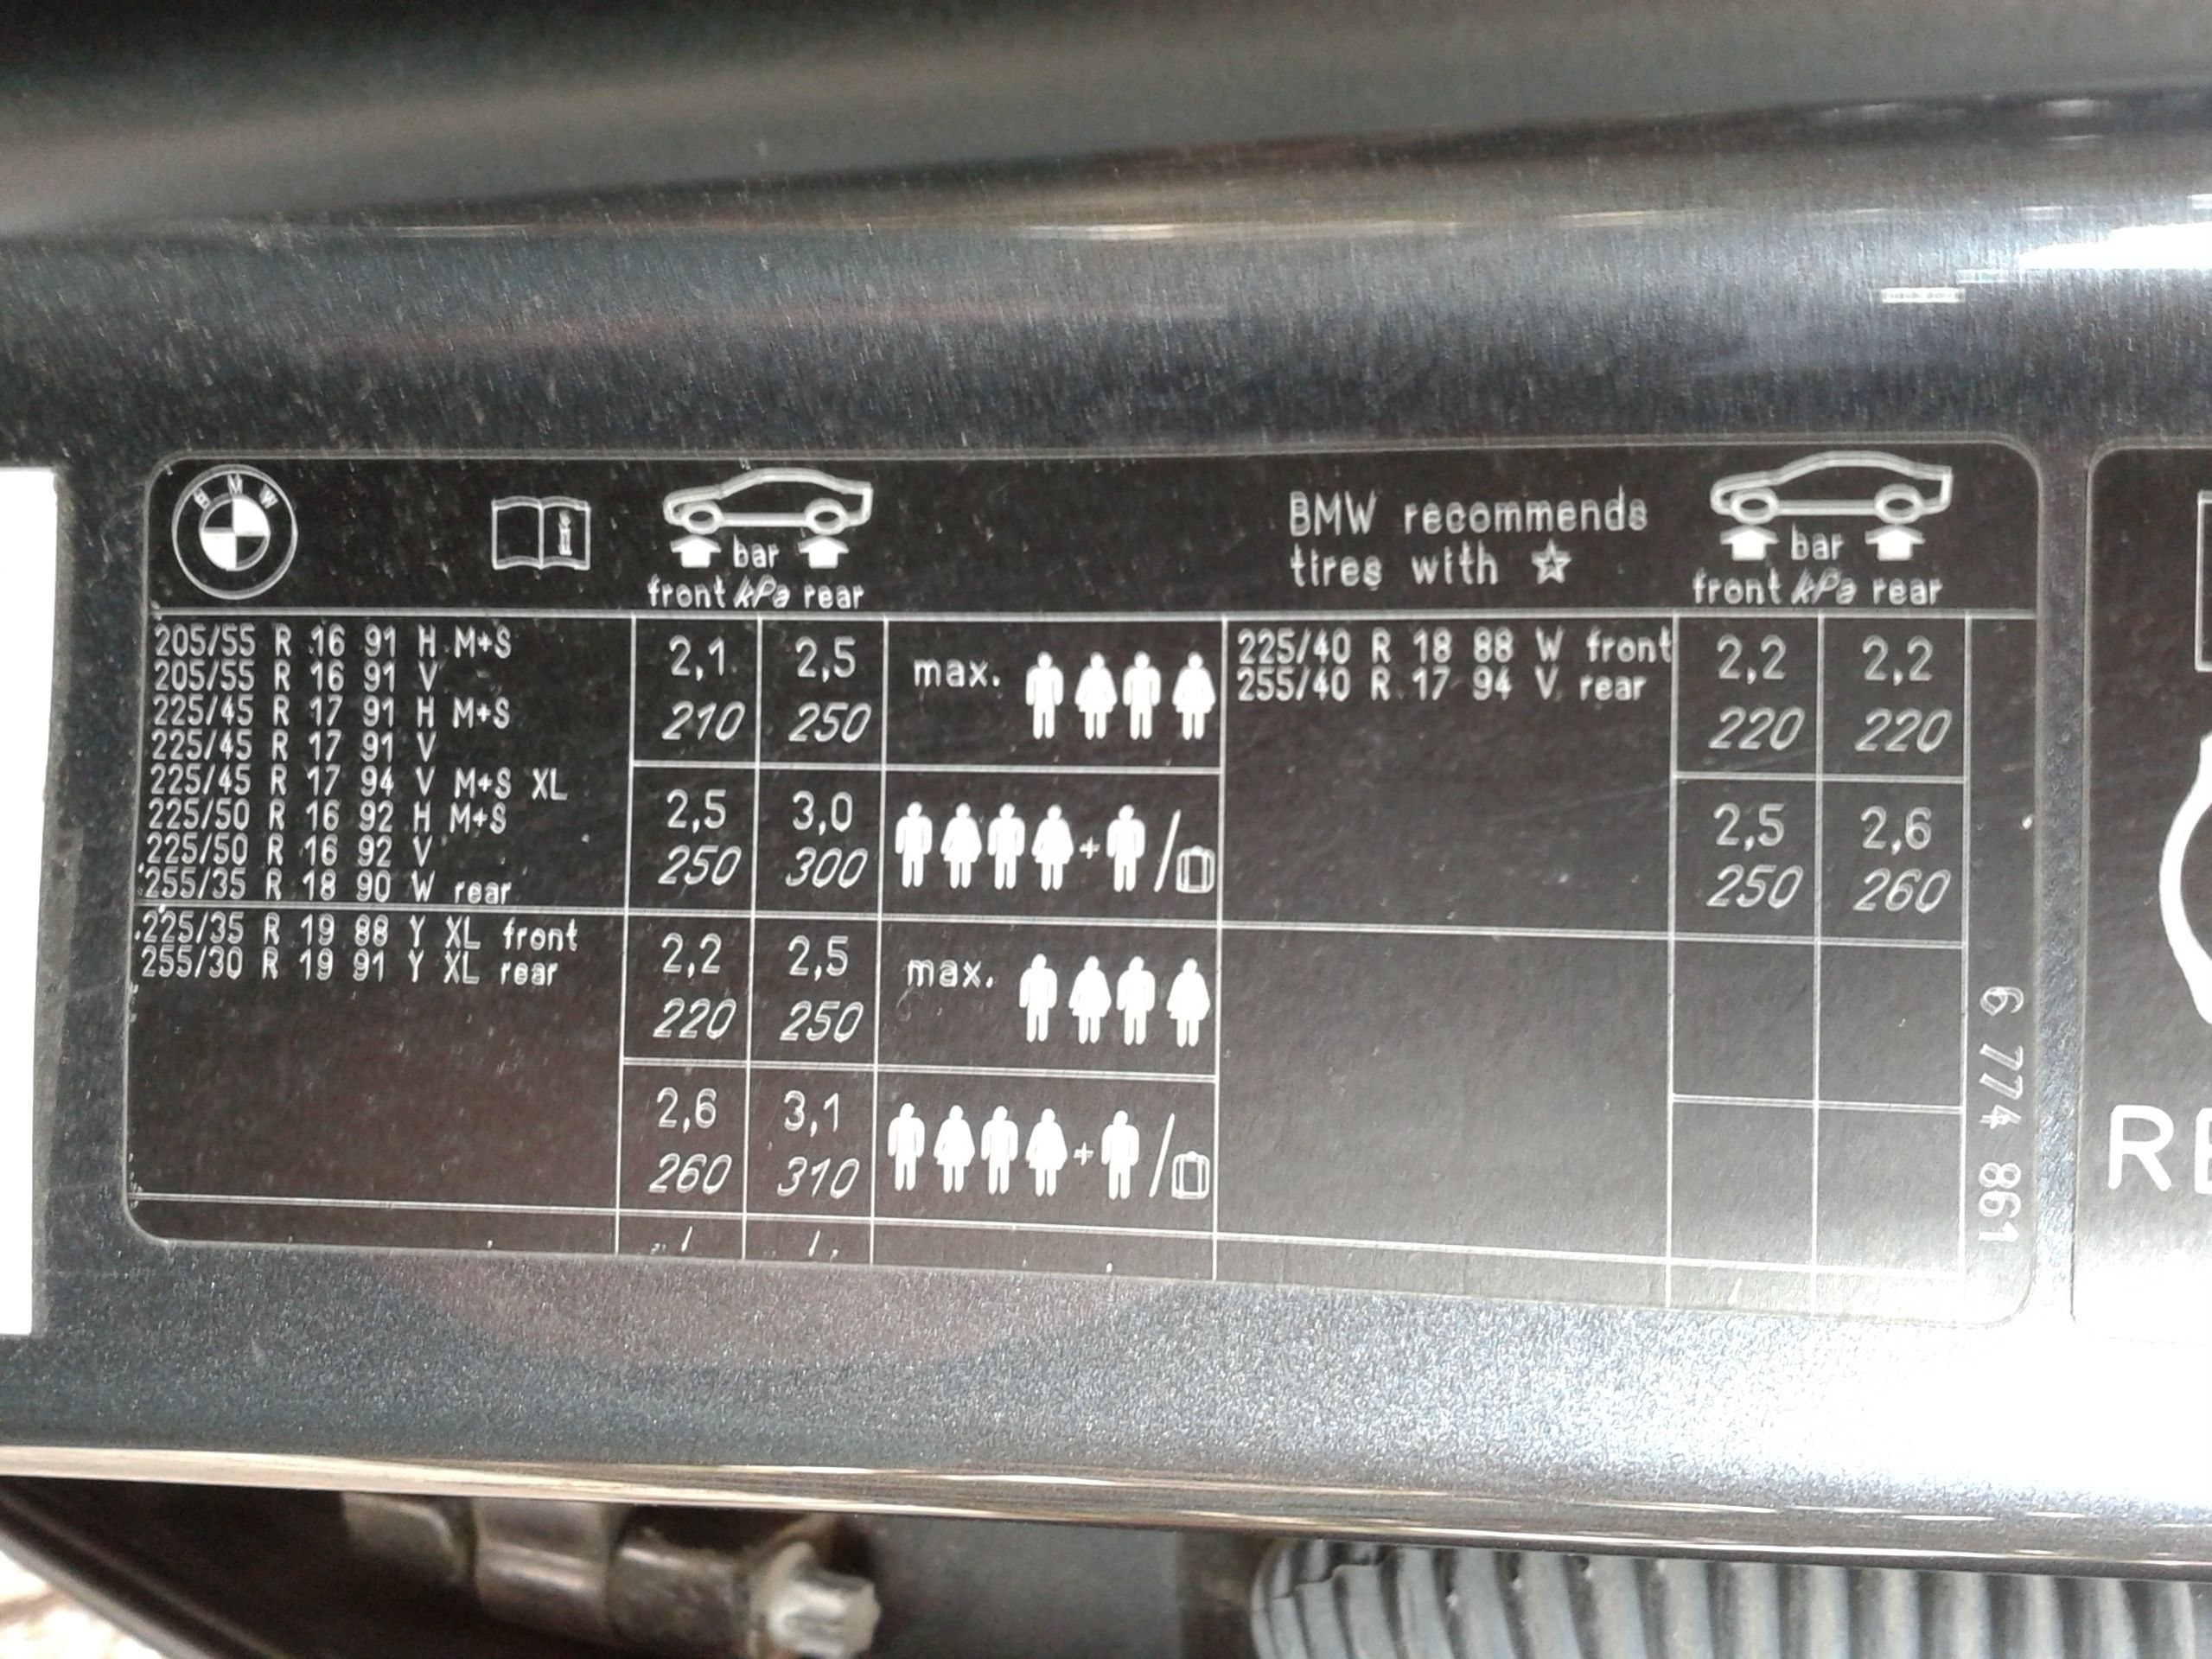 BMW
i
bar
front kPa rear
BMW recommends
tires with ☆
bar
front kPa rear
205/55 R 16 91 H M+S
205/55 R 16 91 V
225/45 R 17 91 H M+S
225/45 R 17 91 V
225/45 R 17 94 V M+S XL
225/50 R 16 92 H M+S
225/50 R 16 92 V
255/35 R 18 90 W rear
2,1 2,5
210 250
max.
2,5 3,0
250 300
+ /
225/40 R 18 88 W front
255/40 R 17 94 V rear
2,2 2,2
220 220
2,5 2,6
250 260
225/35 R 19 88 Y XL front
255/30 R 19 91 Y XL rear
2,2 2,5
220 250
max.
2,6 3,1
260 310
+ /
6 774 861